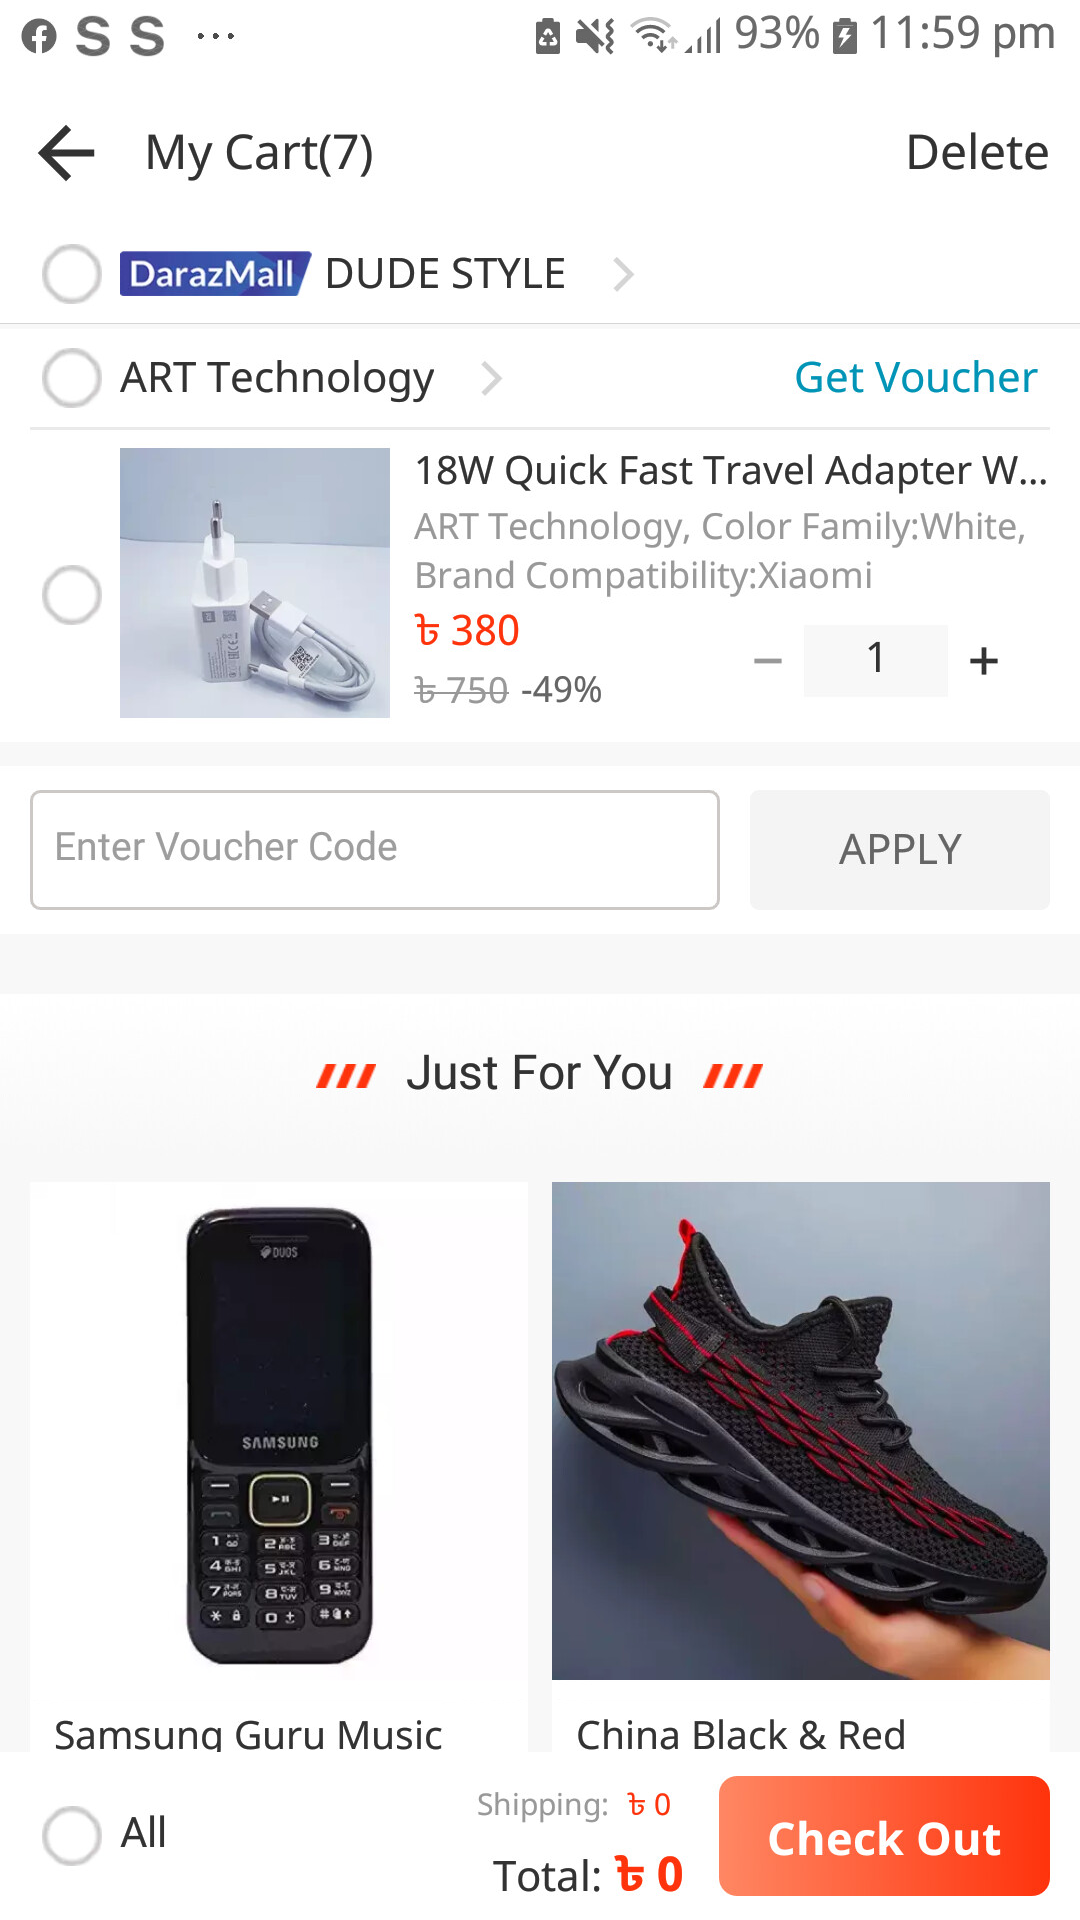 S S ... 93% 11:59 pm
My Cart(7) Delete
DarazMall DUDE STYLE
ART Technology Get Voucher
18W Quick Fast Travel Adapter W...
ART Technology, Color Family:White,
Brand Compatibility:Xiaomi
৳ 380
− 1 +
৳ 750 -49%
Enter Voucher Code APPLY
Just For You
DUOS
SAMSUNG
Samsung Guru Music China Black & Red
Shipping: ৳ 0
All Check Out
Total: ৳ 0